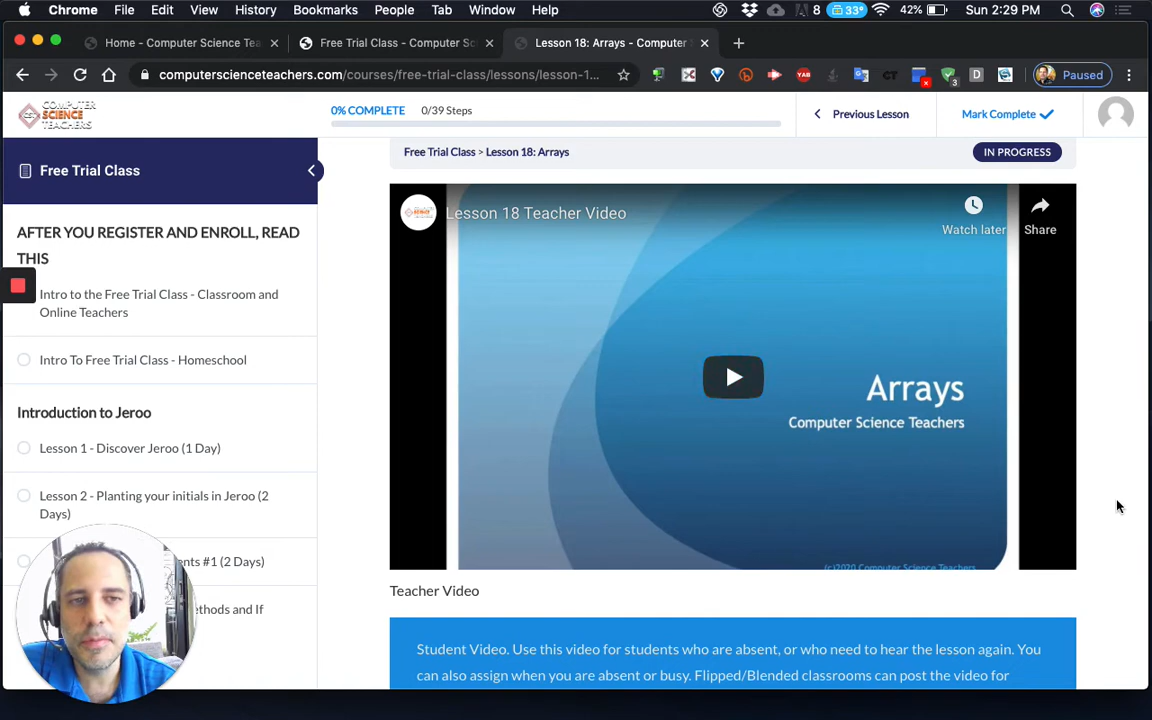 Chrome File Edit View History Bookmarks People Tab Window Help 8 33° 42% Sun 2:29 PM
Home - Computer Science Tea Free Trial Class - Computer Sc Lesson 18: Arrays - Computer
computerscienceteachers.com/courses/free-trial-class/lessons/lesson-1... YAB CT 3 D Paused
COMPUTER
SCIENCE
TEACHERS
CST
0% COMPLETE 0/39 Steps
Previous Lesson
Mark Complete
Free Trial Class
Free Trial Class > Lesson 18: Arrays
IN PROGRESS
AFTER YOU REGISTER AND ENROLL, READ
THIS
Intro to the Free Trial Class - Classroom and
Online Teachers
Intro To Free Trial Class - Homeschool
Introduction to Jeroo
Lesson 1 - Discover Jeroo (1 Day)
Lesson 2 - Planting your initials in Jeroo (2
Days)
ents #1 (2 Days)
ethods and If
Lesson 18 Teacher Video
Watch later
Share
Arrays
Computer Science Teachers
(c)2020 Computer Science Teachers
Teacher Video
Student Video. Use this video for students who are absent, or who need to hear the lesson again. You
can also assign when you are absent or busy. Flipped/Blended classrooms can post the video for